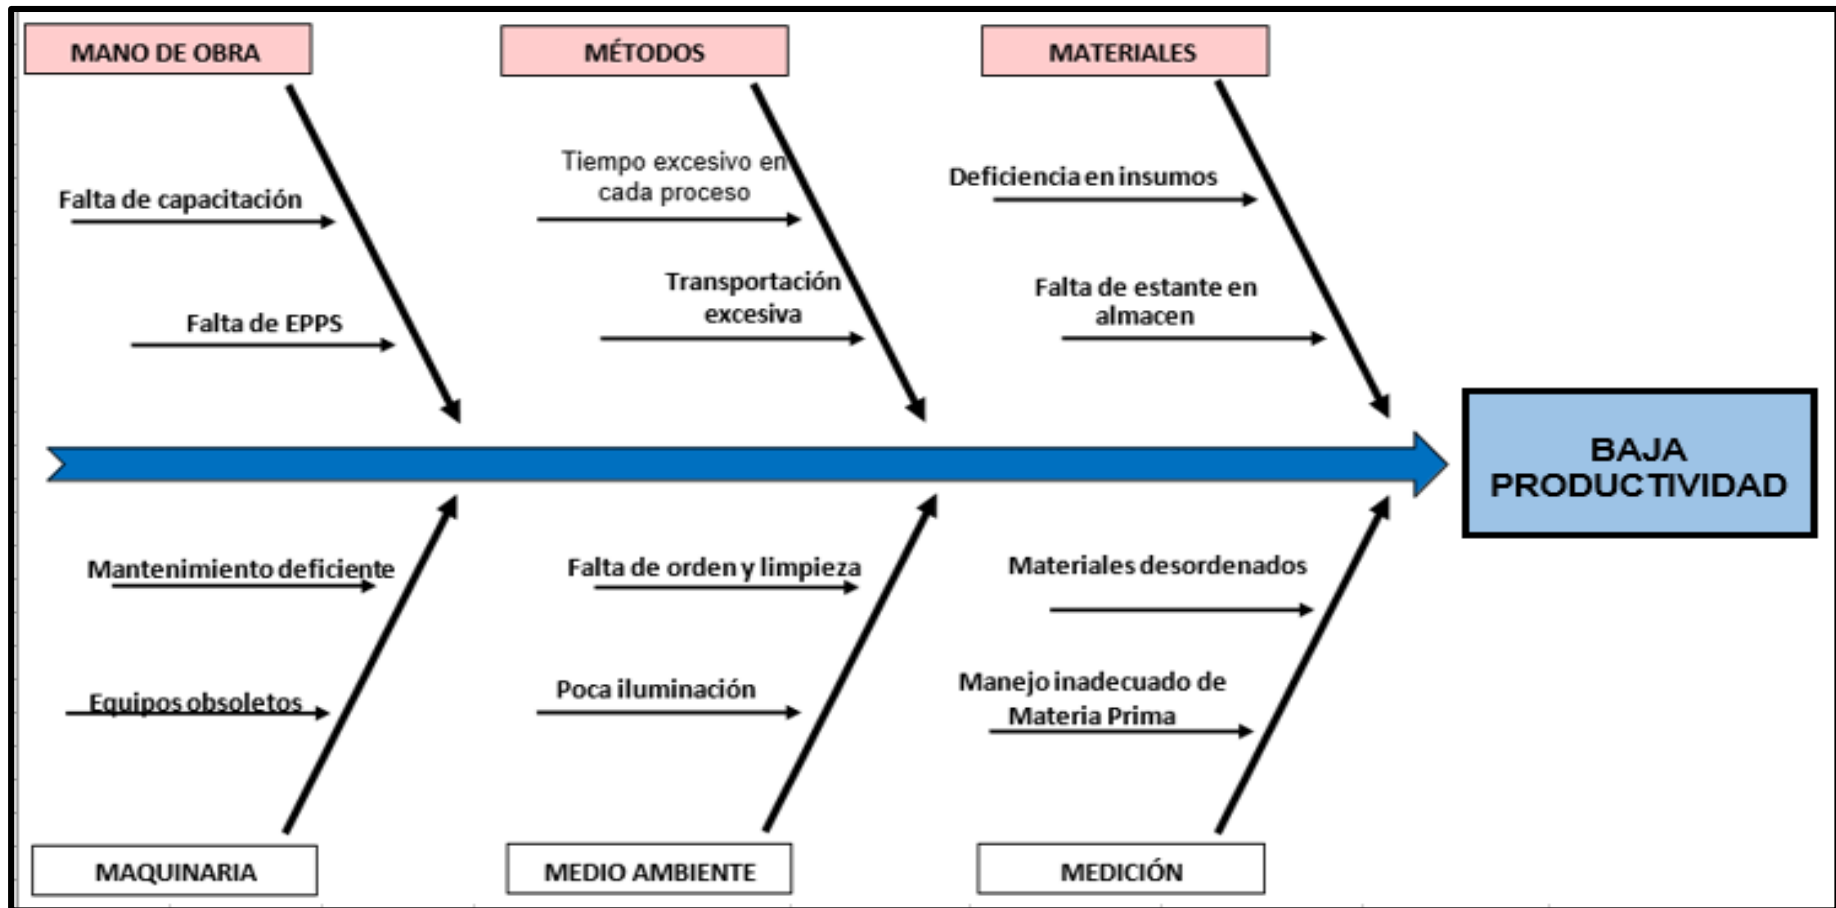 MANO DE OBRA
MÉTODOS
MATERIALES
Falta de capacitación
Falta de EPPS
Tiempo excesivo en
cada proceso
Transportación
excesiva
Deficiencia en insumos
Falta de estante en
almacen
BAJA
PRODUCTIVIDAD
Mantenimiento deficiente
Equipos obsoletos
Falta de orden y limpieza
Poca iluminación
Materiales desordenados
Manejo inadecuado de
Materia Prima
MAQUINARIA
MEDIO AMBIENTE
MEDICIÓN